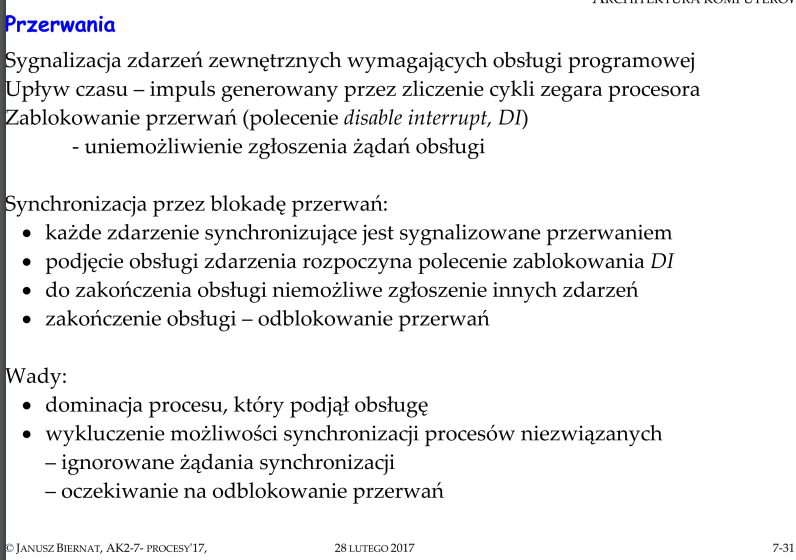 ARCHITEKTURA KOMPUTERÓW
Przerwania
Sygnalizacja zdarzeń zewnętrznych wymagających obsługi programowej
Upływ czasu – impuls generowany przez zliczenie cykli zegara procesora
Zablokowanie przerwań (polecenie disable interrupt, DI)
- uniemożliwienie zgłoszenia żądań obsługi
Synchronizacja przez blokadę przerwań:
• każde zdarzenie synchronizujące jest sygnalizowane przerwaniem
• podjęcie obsługi zdarzenia rozpoczyna polecenie zablokowania DI
• do zakończenia obsługi niemożliwe zgłoszenie innych zdarzeń
• zakończenie obsługi – odblokowanie przerwań
Wady:
• dominacja procesu, który podjął obsługę
• wykluczenie możliwości synchronizacji procesów niezwiązanych
– ignorowane żądania synchronizacji
– oczekiwanie na odblokowanie przerwań
© JANUSZ BIERNAT, AK2-7- PROCESY'17, 28 LUTEGO 2017 7-31